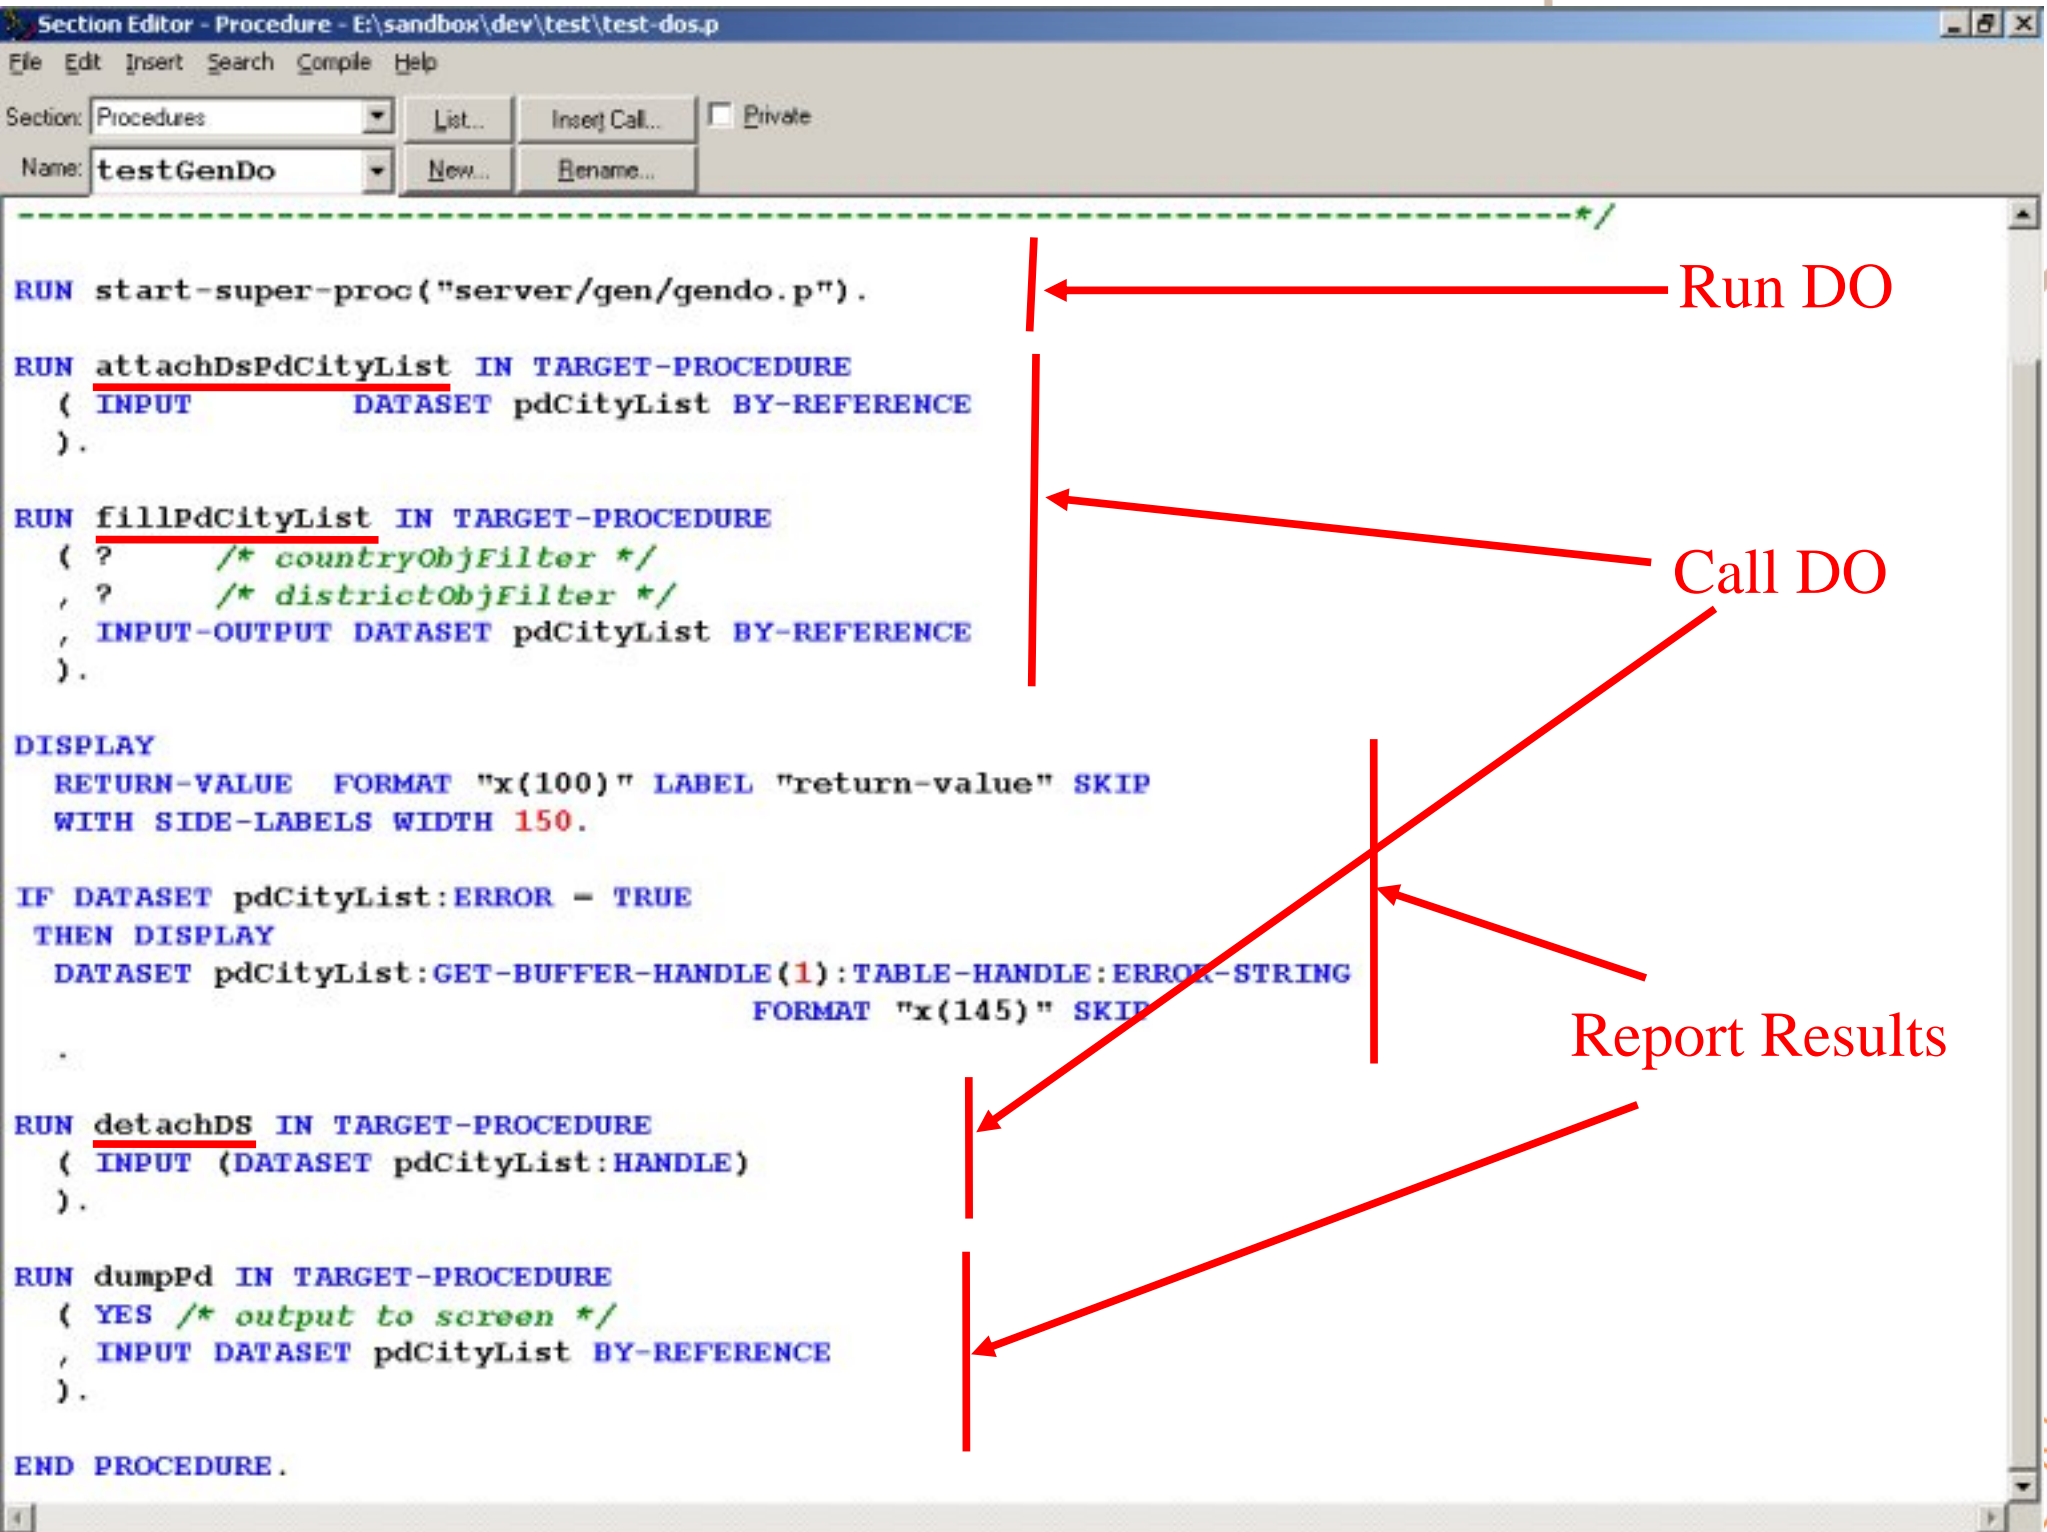 Section Editor - Procedure - E:\sandbox\dev\test\test-dos.p
File Edit Insert Search Compile Help
Section: Procedures List... Insert Call... Private
Name: testGenDo New... Rename...
--------------------------------------------------------------------------------*/
RUN start-super-proc("server/gen/gendo.p").
Run DO
RUN attachDsPdCityList IN TARGET-PROCEDURE
( INPUT DATASET pdCityList BY-REFERENCE
).
RUN fillPdCityList IN TARGET-PROCEDURE
( ? /* countryObjFilter */
, ? /* districtObjFilter */
, INPUT-OUTPUT DATASET pdCityList BY-REFERENCE
).
Call DO
DISPLAY
RETURN-VALUE FORMAT "x(100)" LABEL "return-value" SKIP
WITH SIDE-LABELS WIDTH 150.
IF DATASET pdCityList:ERROR = TRUE
THEN DISPLAY
DATASET pdCityList:GET-BUFFER-HANDLE(1):TABLE-HANDLE:ERROR-STRING
FORMAT "x(145)" SKIP
.
Report Results
RUN detachDS IN TARGET-PROCEDURE
( INPUT (DATASET pdCityList:HANDLE)
).
RUN dumpPd IN TARGET-PROCEDURE
( YES /* output to screen */
, INPUT DATASET pdCityList BY-REFERENCE
).
END PROCEDURE.